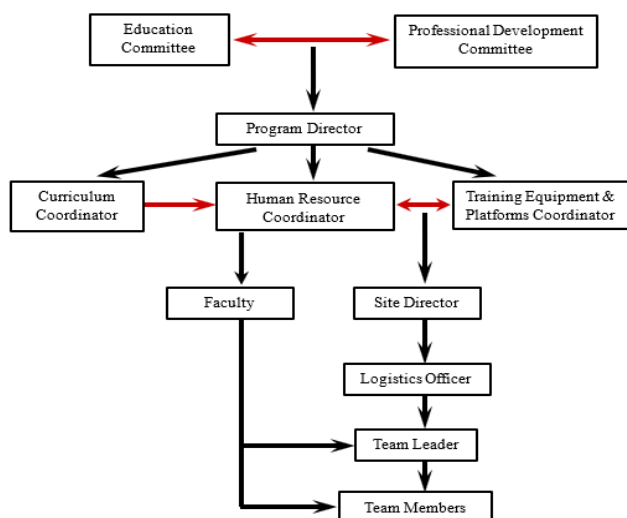 Education
Committee
Professional Development
Committee
Program Director
Curriculum
Coordinator
Human Resource
Coordinator
Training Equipment &
Platforms Coordinator
Faculty
Site Director
Logistics Officer
Team Leader
Team Members